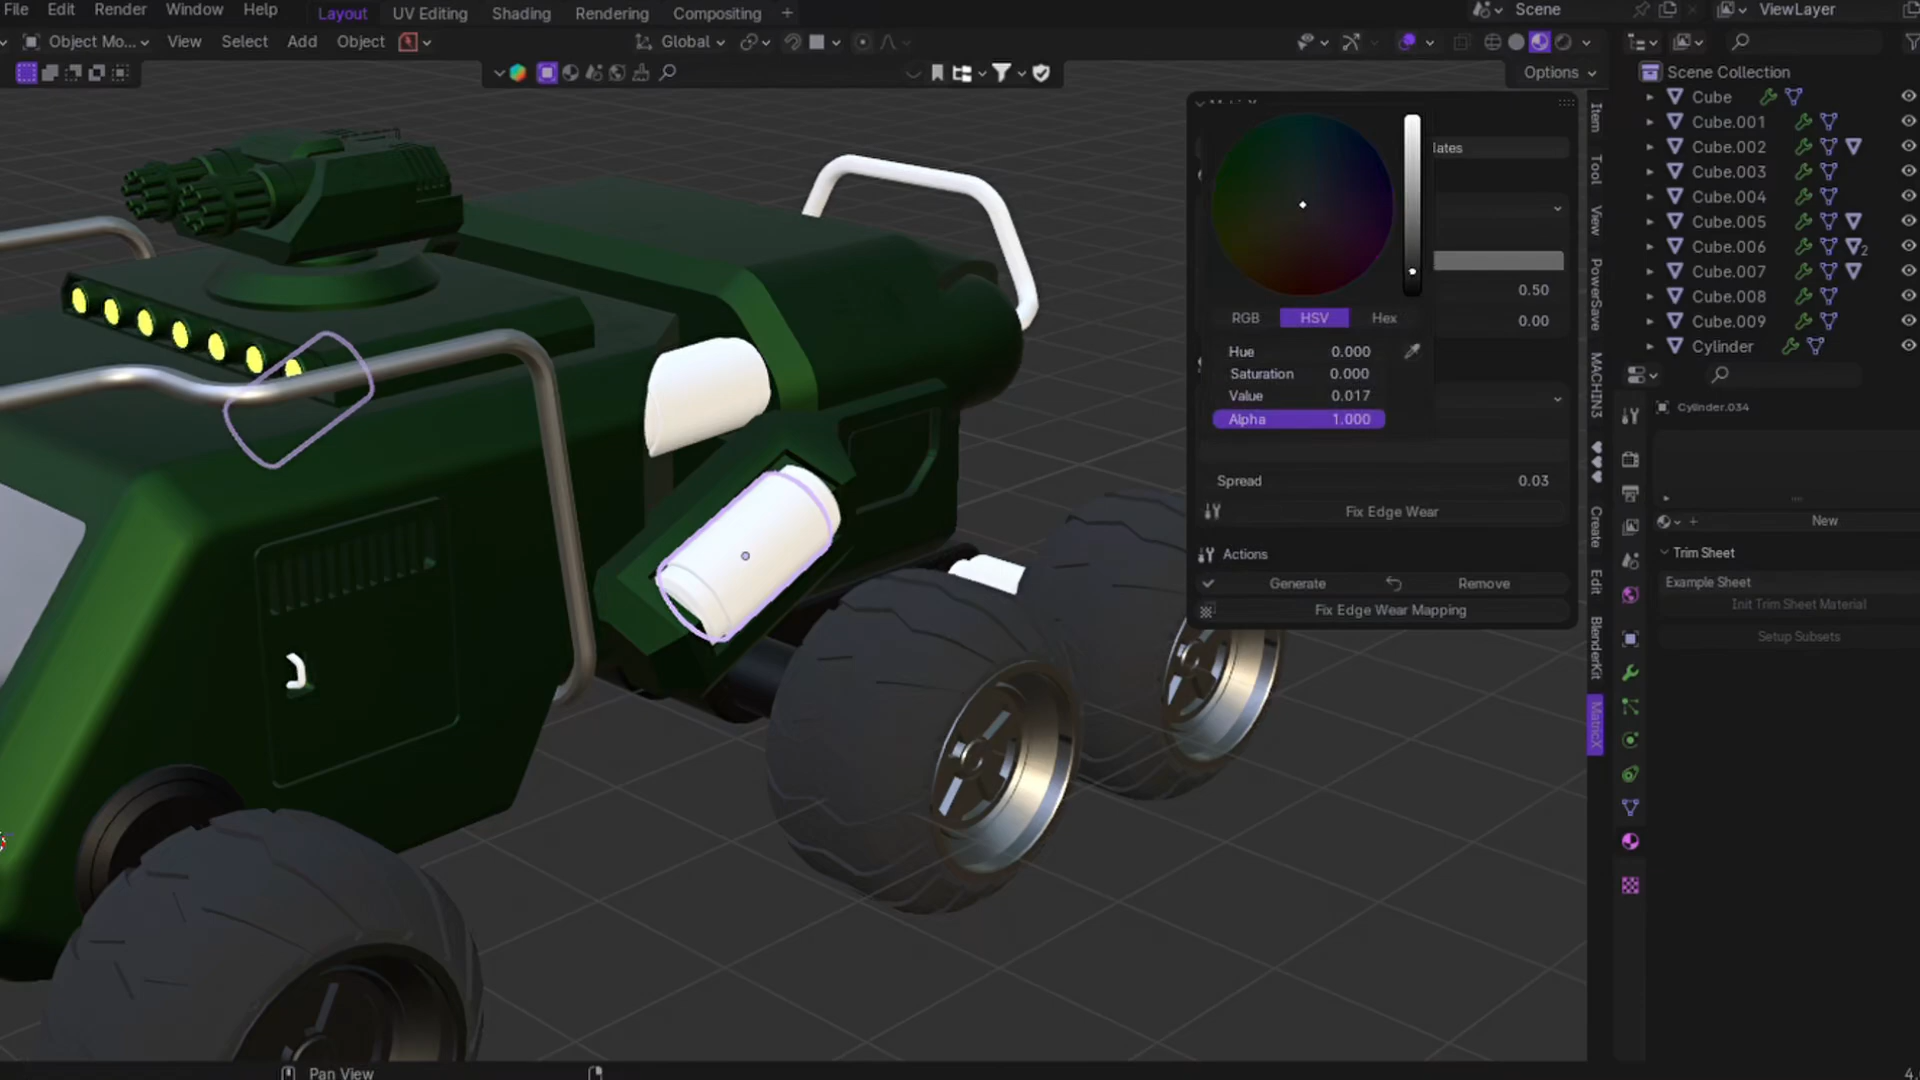 File Edit Render Window Help Layout UV Editing Shading Rendering Compositing + Scene ViewLayer
Object Mo... View Select Add Object Global
Options
Scene Collection
Cube
Cube.001
Cube.002
Cube.003
Cube.004
Cube.005
Cube.006 2
Cube.007
Cube.008
Cube.009
Cylinder
lates
0.50
0.00
RGB HSV Hex
Hue 0.000
Saturation 0.000
Value 0.017
Alpha 1.000
Spread 0.03
Fix Edge Wear
Actions
Generate Remove
Fix Edge Wear Mapping
Item
Tool
View
PowerSave
MACHIN3
Create
Edit
BlenderKit
MatricX
Cylinder.034
+ New
Trim Sheet
Example Sheet
Init Trim Sheet Material
Setup Subsets
Pan View
4.